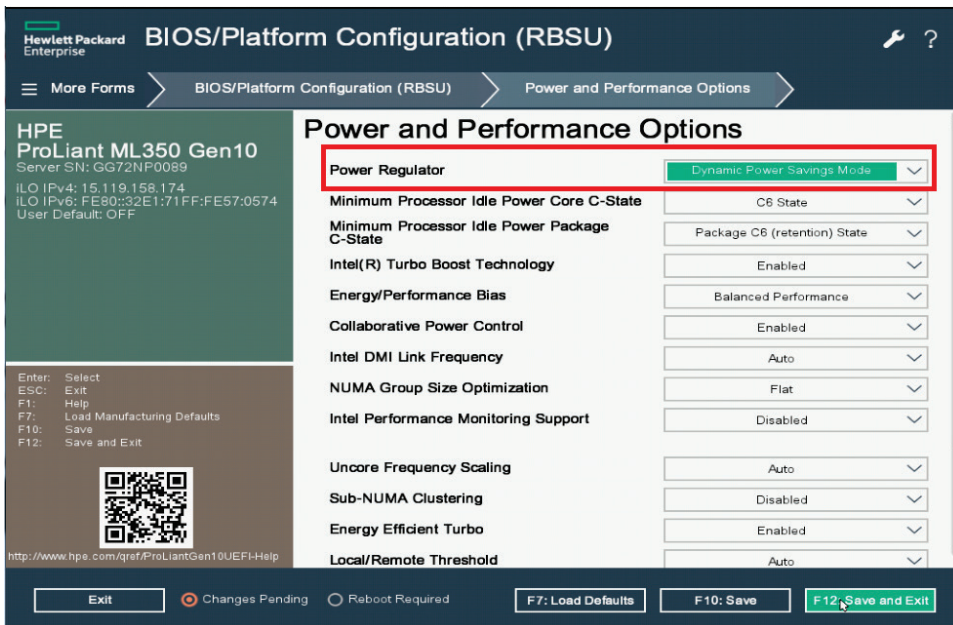 Hewlett Packard
Enterprise
BIOS/Platform Configuration (RBSU)
?
More Forms
BIOS/Platform Configuration (RBSU)
Power and Performance Options
HPE
ProLiant ML350 Gen10
Server SN: GG72NP0089
iLO IPv4: 15.119.158.174
iLO IPv6: FE80::32E1:71FF:FE57:0574
User Default: OFF
Enter: Select
ESC: Exit
F1: Help
F7: Load Manufacturing Defaults
F10: Save
F12: Save and Exit
http://www.hpe.com/qref/ProLiantGen10UEFI-Help
Power and Performance Options
Power Regulator Dynamic Power Savings Mode
Minimum Processor Idle Power Core C-State C6 State
Minimum Processor Idle Power Package
C-State Package C6 (retention) State
Intel(R) Turbo Boost Technology Enabled
Energy/Performance Bias Balanced Performance
Collaborative Power Control Enabled
Intel DMI Link Frequency Auto
NUMA Group Size Optimization Flat
Intel Performance Monitoring Support Disabled
Uncore Frequency Scaling Auto
Sub-NUMA Clustering Disabled
Energy Efficient Turbo Enabled
Local/Remote Threshold Auto
Exit
Changes Pending
Reboot Required
F7: Load Defaults
F10: Save
F12: Save and Exit